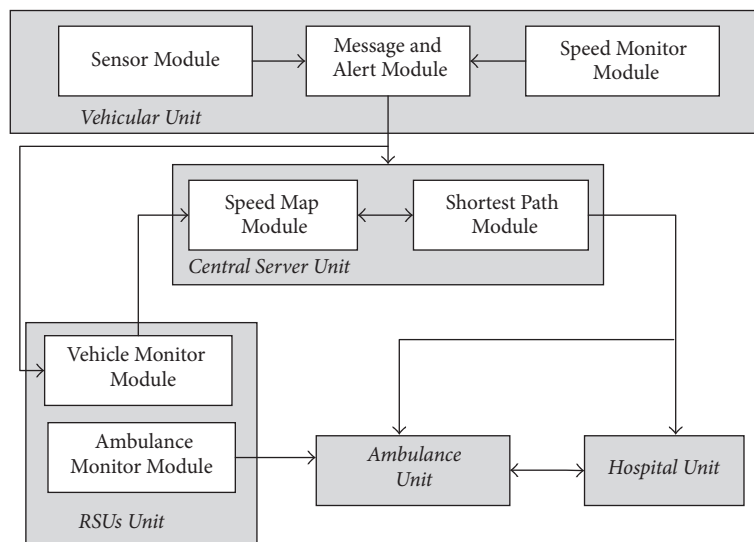 Sensor Module
Message and
Alert Module
Speed Monitor
Module
Vehicular Unit
Speed Map
Module
Shortest Path
Module
Central Server Unit
Vehicle Monitor
Module
Ambulance
Monitor Module
RSUs Unit
Ambulance
Unit
Hospital Unit